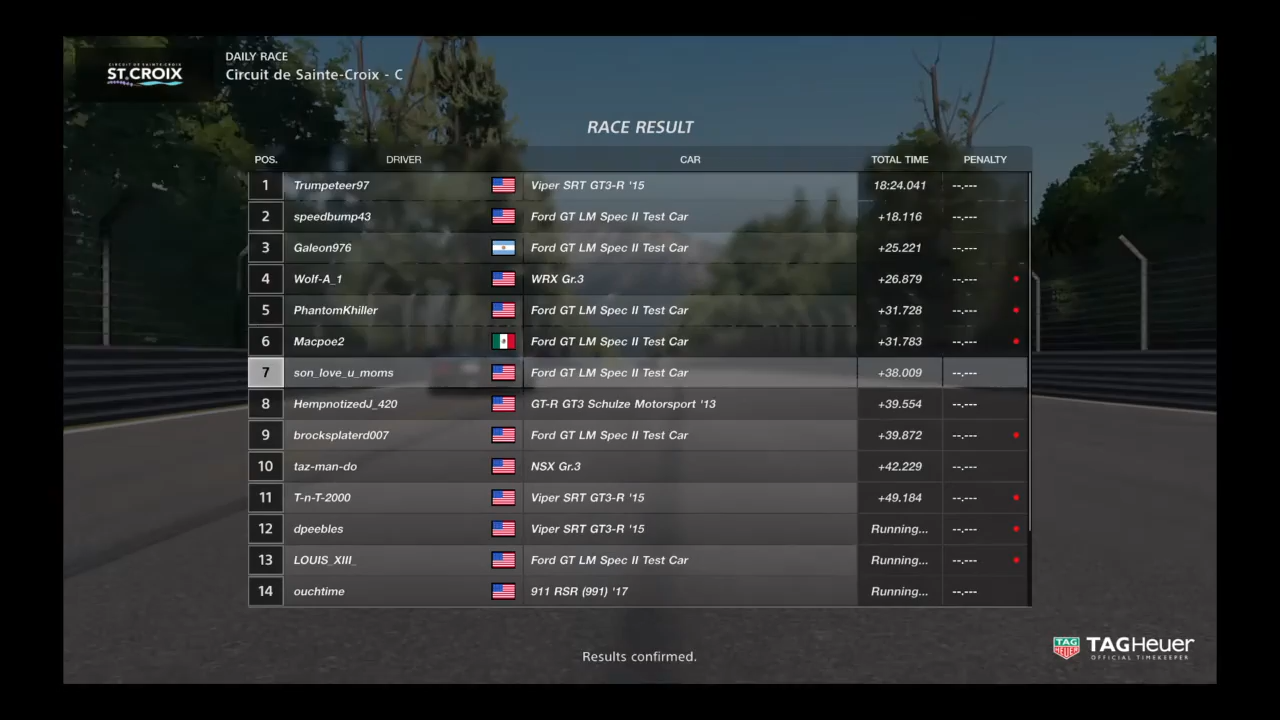 CIRCUIT DE SAINTE-CROIX
ST.CROIX
DAILY RACE
Circuit de Sainte-Croix - C
RACE RESULT
POS. DRIVER CAR TOTAL TIME PENALTY
1 Trumpeteer97 Viper SRT GT3-R '15 18:24.041 --.---
2 speedbump43 Ford GT LM Spec II Test Car +18.116 --.---
3 Galeon976 Ford GT LM Spec II Test Car +25.221 --.---
4 Wolf-A_1 WRX Gr.3 +26.879 --.---
5 PhantomKhiller Ford GT LM Spec II Test Car +31.728 --.---
6 Macpoe2 Ford GT LM Spec II Test Car +31.783 --.---
7 son_love_u_moms Ford GT LM Spec II Test Car +38.009 --.---
8 HempnotizedJ_420 GT-R GT3 Schulze Motorsport '13 +39.554 --.---
9 brocksplaterd007 Ford GT LM Spec II Test Car +39.872 --.---
10 taz-man-do NSX Gr.3 +42.229 --.---
11 T-n-T-2000 Viper SRT GT3-R '15 +49.184 --.---
12 dpeebles Viper SRT GT3-R '15 Running... --.---
13 LOUIS_XIII_ Ford GT LM Spec II Test Car Running... --.---
14 ouchtime 911 RSR (991) '17 Running... --.---
Results confirmed.
TAG HEUER
TAGHeuer
OFFICIAL TIMEKEEPER